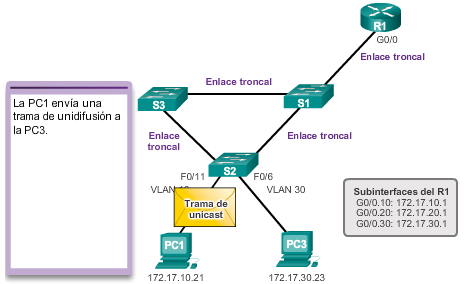 R1
G0/0
Enlace troncal
Enlace troncal
S3
S1
La PC1 envía una
trama de unidifusión a
la PC3.
Enlace
troncal
Enlace troncal
S2
F0/11
F0/6
VLAN
VLAN 30
Trama de
unicast
Subinterfaces del R1
G0/0.10: 172.17.10.1
G0/0.20: 172.17.20.1
G0/0.30: 172.17.30.1
PC1
PC3
172.17.10.21
172.17.30.23